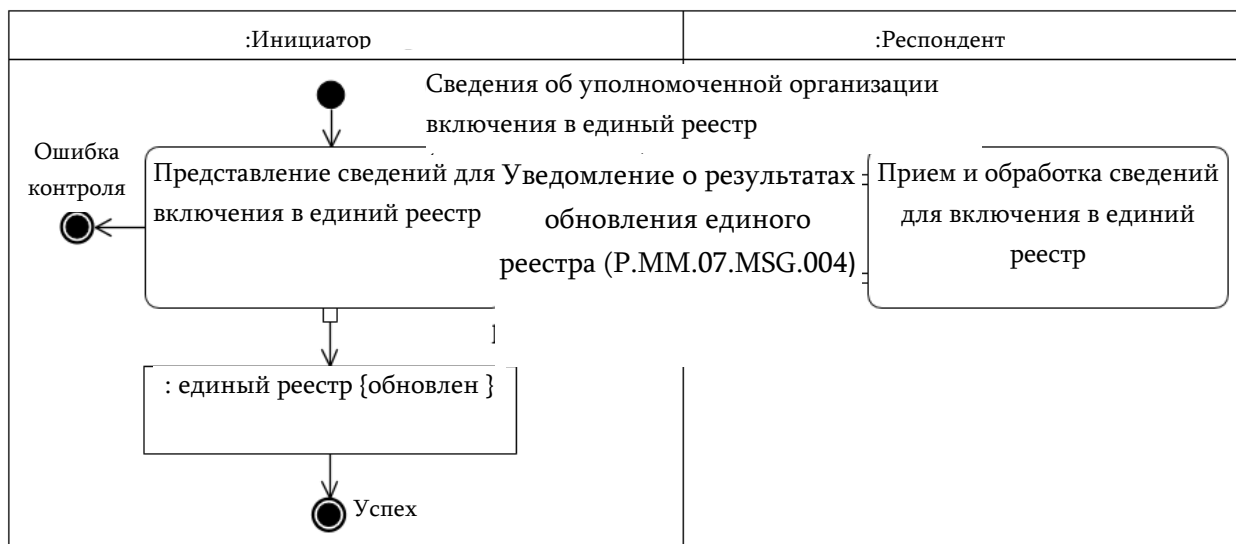 :Инициатор
:Респондент
Сведения об уполномоченной организации
включения в единый реестр
Ошибка
контроля
Представление сведений для
включения в единий реестр
Уведомление о результатах
обновления единого
реестра (P.MM.07.MSG.004)
Прием и обработка сведений
для включения в единий
реестр
: единый реестр {обновлен }
Успех